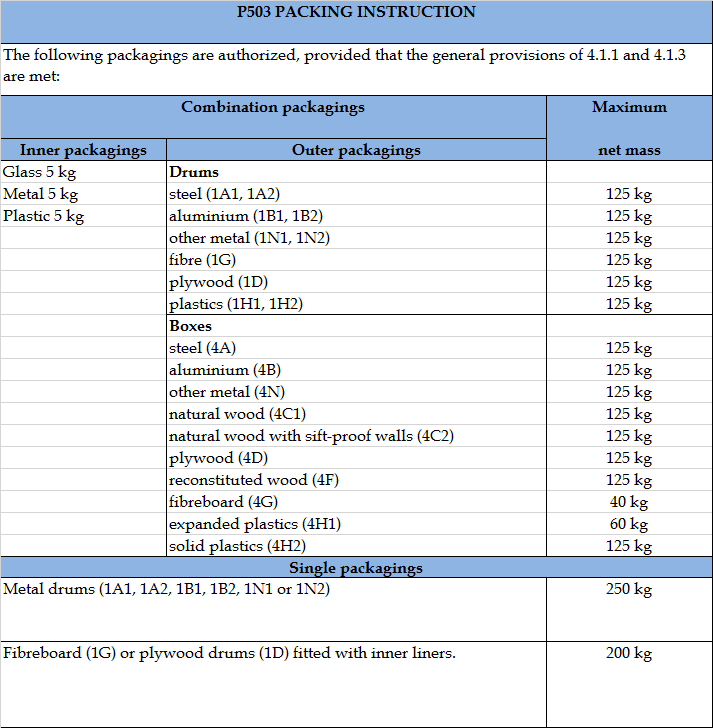 P503 PACKING INSTRUCTION
The following packagings are authorized, provided that the general provisions of 4.1.1 and 4.1.3
are met:
Combination packagings Maximum
Inner packagings Outer packagings net mass
Glass 5 kg Drums
Metal 5 kg steel (1A1, 1A2) 125 kg
Plastic 5 kg aluminium (1B1, 1B2) 125 kg
other metal (1N1, 1N2) 125 kg
fibre (1G) 125 kg
plywood (1D) 125 kg
plastics (1H1, 1H2) 125 kg
Boxes
steel (4A) 125 kg
aluminium (4B) 125 kg
other metal (4N) 125 kg
natural wood (4C1) 125 kg
natural wood with sift-proof walls (4C2) 125 kg
plywood (4D) 125 kg
reconstituted wood (4F) 125 kg
fibreboard (4G) 40 kg
expanded plastics (4H1) 60 kg
solid plastics (4H2) 125 kg
Single packagings
Metal drums (1A1, 1A2, 1B1, 1B2, 1N1 or 1N2) 250 kg
Fibreboard (1G) or plywood drums (1D) fitted with inner liners. 200 kg